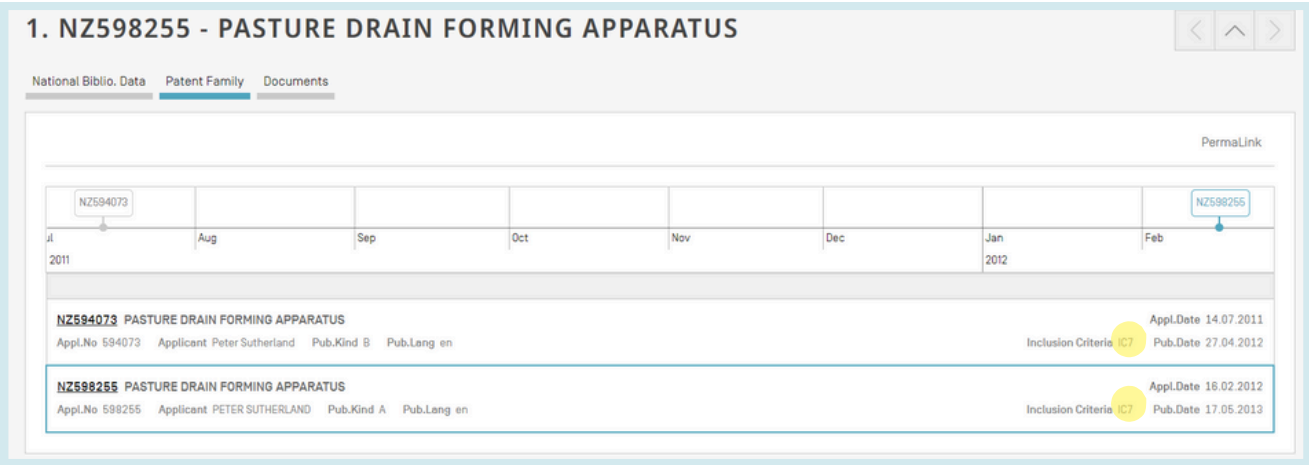 1. NZ598255 - PASTURE DRAIN FORMING APPARATUS
National Biblio. Data Patent Family Documents
PermaLink
NZ594073 NZ598255
ul Aug Sep Oct Nov Dec Jan Feb
2011 2012
NZ594073 PASTURE DRAIN FORMING APPARATUS Appl.Date 14.07.2011
Appl.No 594073 Applicant Peter Sutherland Pub.Kind B Pub.Lang en Inclusion Criteria IC7 Pub.Date 27.04.2012
NZ598255 PASTURE DRAIN FORMING APPARATUS Appl.Date 16.02.2012
Appl.No 598255 Applicant PETER SUTHERLAND Pub.Kind A Pub.Lang en Inclusion Criteria IC7 Pub.Date 17.05.2013